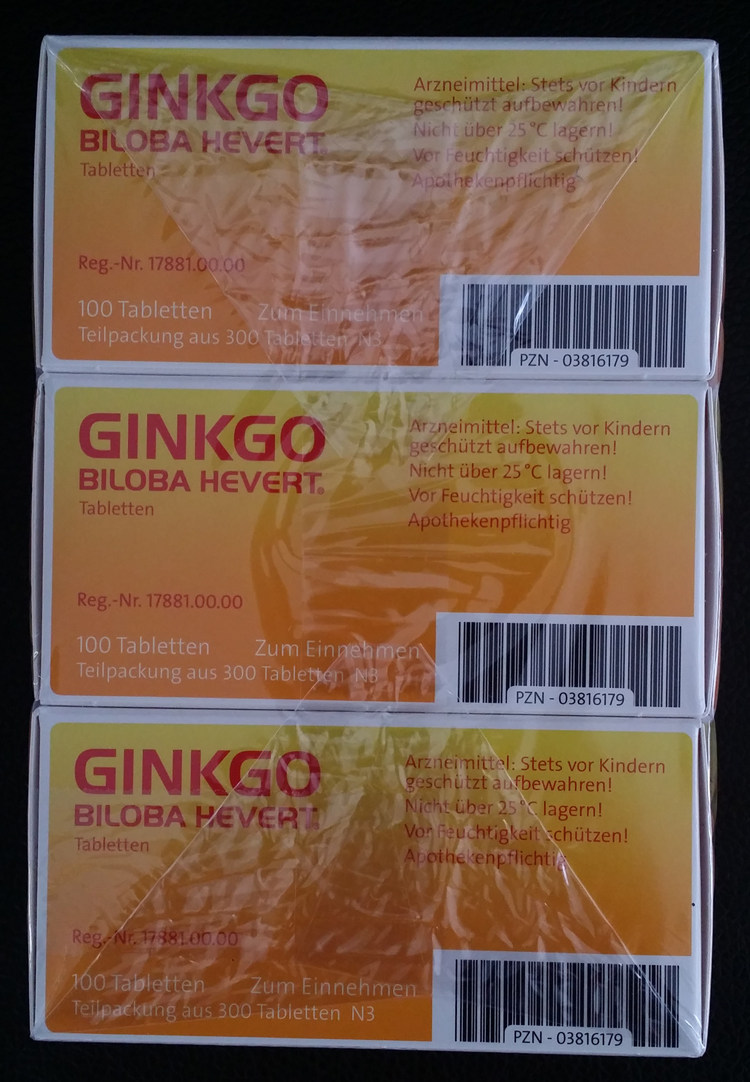 GINKGO
BILOBA HEVERT®
Tabletten
Arzneimittel: Stets vor Kindern
geschützt aufbewahren!
Nicht über 25°C lagern!
Vor Feuchtigkeit schützen!
Apothekenpflichtig
Reg.-Nr. 17881.00.00
100 Tabletten Zum Einnehmen
Teilpackung aus 300 Tabletten N3
PZN - 03816179
GINKGO
BILOBA HEVERT®
Tabletten
Arzneimittel: Stets vor Kindern
geschützt aufbewahren!
Nicht über 25°C lagern!
Vor Feuchtigkeit schützen!
Apothekenpflichtig
Reg.-Nr. 17881.00.00
100 Tabletten Zum Einnehmen
Teilpackung aus 300 Tabletten N3
PZN - 03816179
GINKGO
BILOBA HEVERT®
Tabletten
Arzneimittel: Stets vor Kindern
geschützt aufbewahren!
Nicht über 25°C lagern!
Vor Feuchtigkeit schützen!
Apothekenpflichtig
Reg.-Nr. 17881.00.00
100 Tabletten Zum Einnehmen
Teilpackung aus 300 Tabletten N3
PZN - 03816179